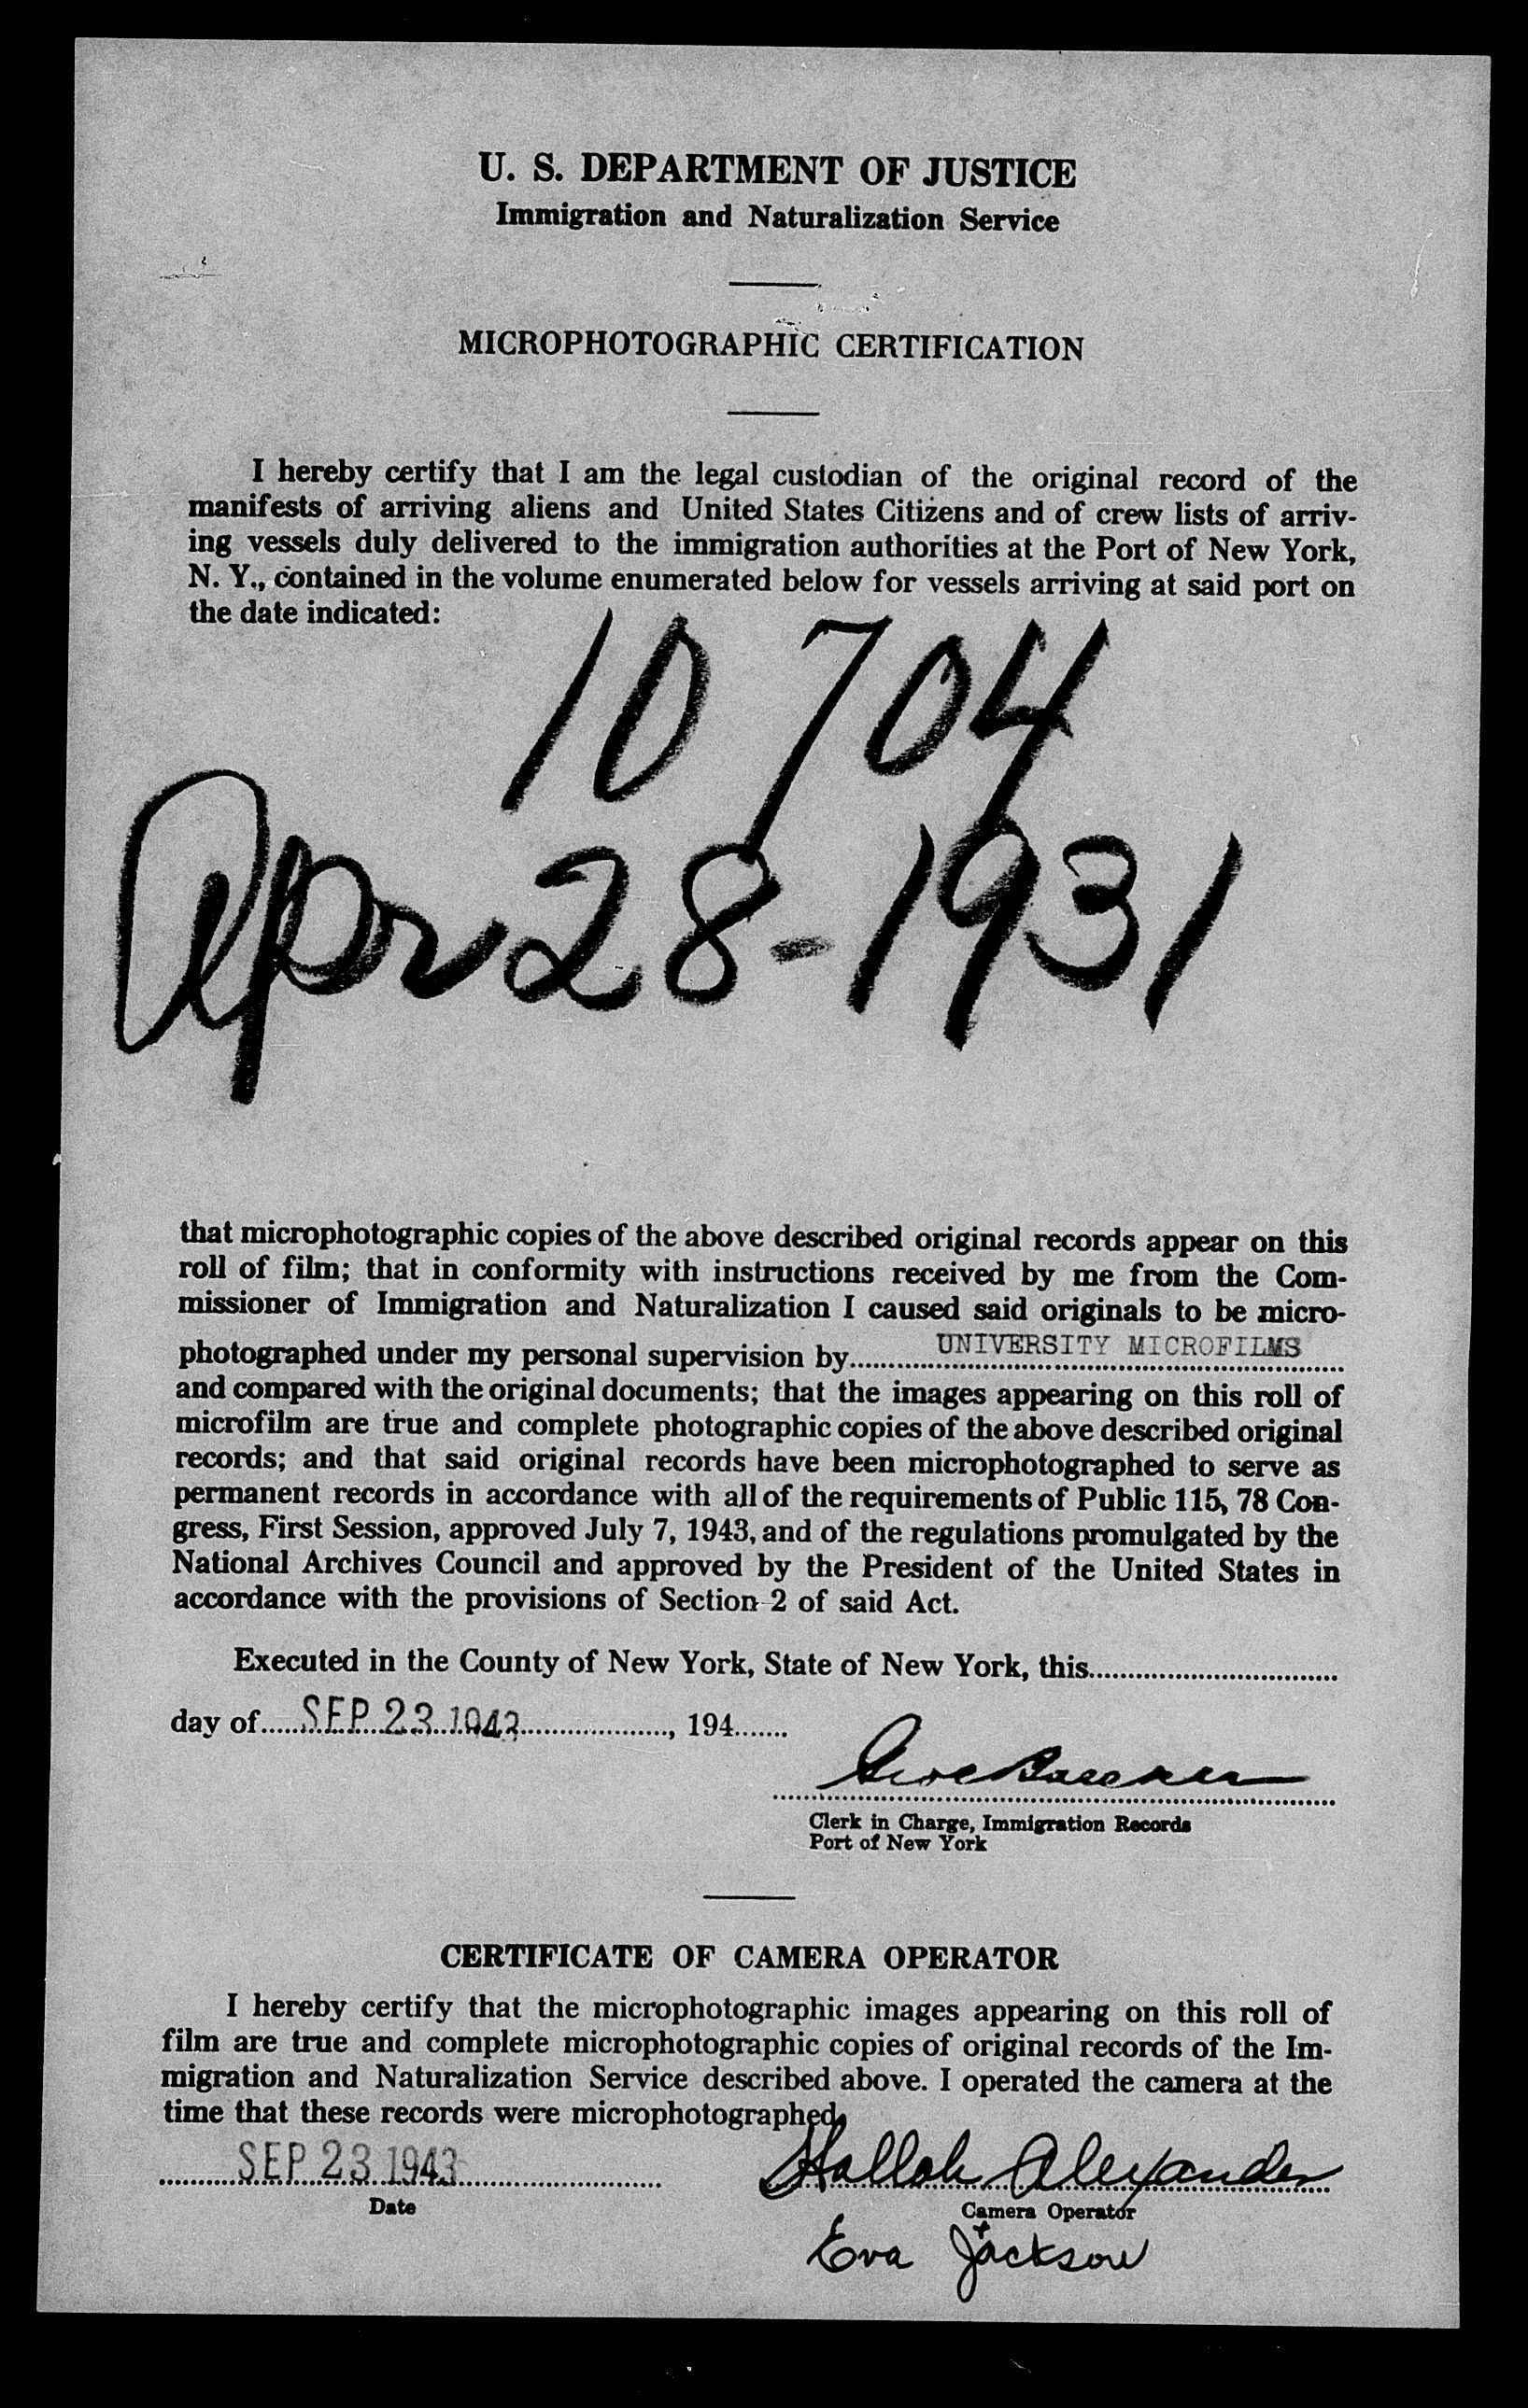 U. S. DEPARTMENT OF JUSTICE
Immigration and Naturalization Service
MICROPHOTOGRAPHIC CERTIFICATION
I hereby certify that I am the legal custodian of the original record of the
manifests of arriving aliens and United States Citizens and of crew lists of arriv-
ing vessels duly delivered to the immigration authorities at the Port of New York,
N. Y., contained in the volume enumerated below for vessels arriving at said port on
the date indicated:
10704
Apr 28-1931
that microphotographic copies of the above described original records appear on this
roll of film; that in conformity with instructions received by me from the Com-
missioner of Immigration and Naturalization I caused said originals to be micro-
photographed under my personal supervision by UNIVERSITY MICROFILMS
and compared with the original documents; that the images appearing on this roll of
microfilm are true and complete photographic copies of the above described original
records; and that said original records have been microphotographed to serve as
permanent records in accordance with all of the requirements of Public 115, 78 Con-
gress, First Session, approved July 7, 1943, and of the regulations promulgated by the
National Archives Council and approved by the President of the United States in
accordance with the provisions of Section 2 of said Act.
Executed in the County of New York, State of New York, this
day of SEP 23 1943, 194
Clerk in Charge, Immigration Records
Port of New York
CERTIFICATE OF CAMERA OPERATOR
I hereby certify that the microphotographic images appearing on this roll of
film are true and complete microphotographic copies of original records of the Im-
migration and Naturalization Service described above. I operated the camera at the
time that these records were microphotographed.
SEP 23 1943 Hallah Alexander
Date Camera Operator
+
Eva Jackson